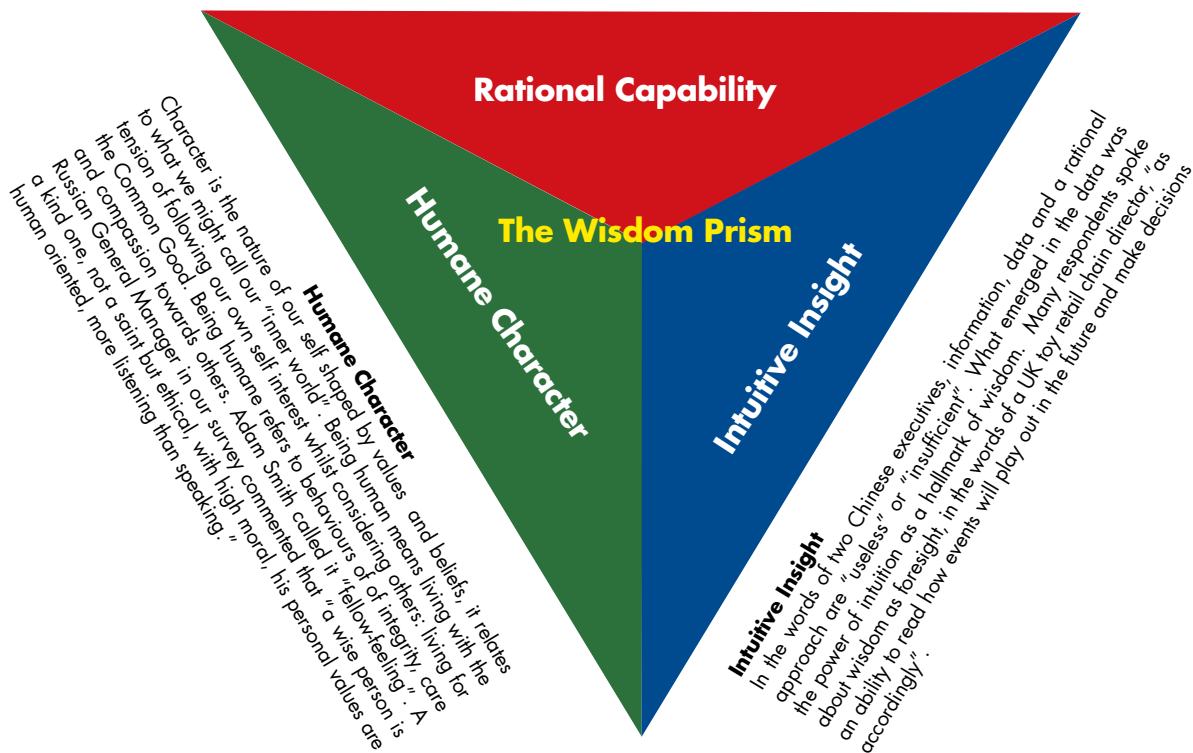 Rational Capability
The Wisdom Prism
Humane Character
Intuitive Insight
Humane Character
Character is the nature of our self shaped by values and beliefs, it relates
to what we might call our “inner world”. Being human means living with the
tension of following our own self interest whilst considering others: living for
the Common Good. Being humane refers to behaviours of of integrity, care
and compassion towards others. Adam Smith called it “fellow-feeling”. A
Russian General Manager in our survey commented that “a wise person is
a kind one, not a saint but ethical, with high moral, his personal values are
human oriented, more listening than speaking.”
Intuitive Insight
In the words of two Chinese executives, information, data and a rational
approach are “useless” or “insufficient”. What emerged in the data was
the power of intuition as a hallmark of wisdom. Many respondents spoke
about wisdom as foresight, in the words of a UK toy retail chain director, “as
an ability to read how events will play out in the future and make decisions
accordingly”.